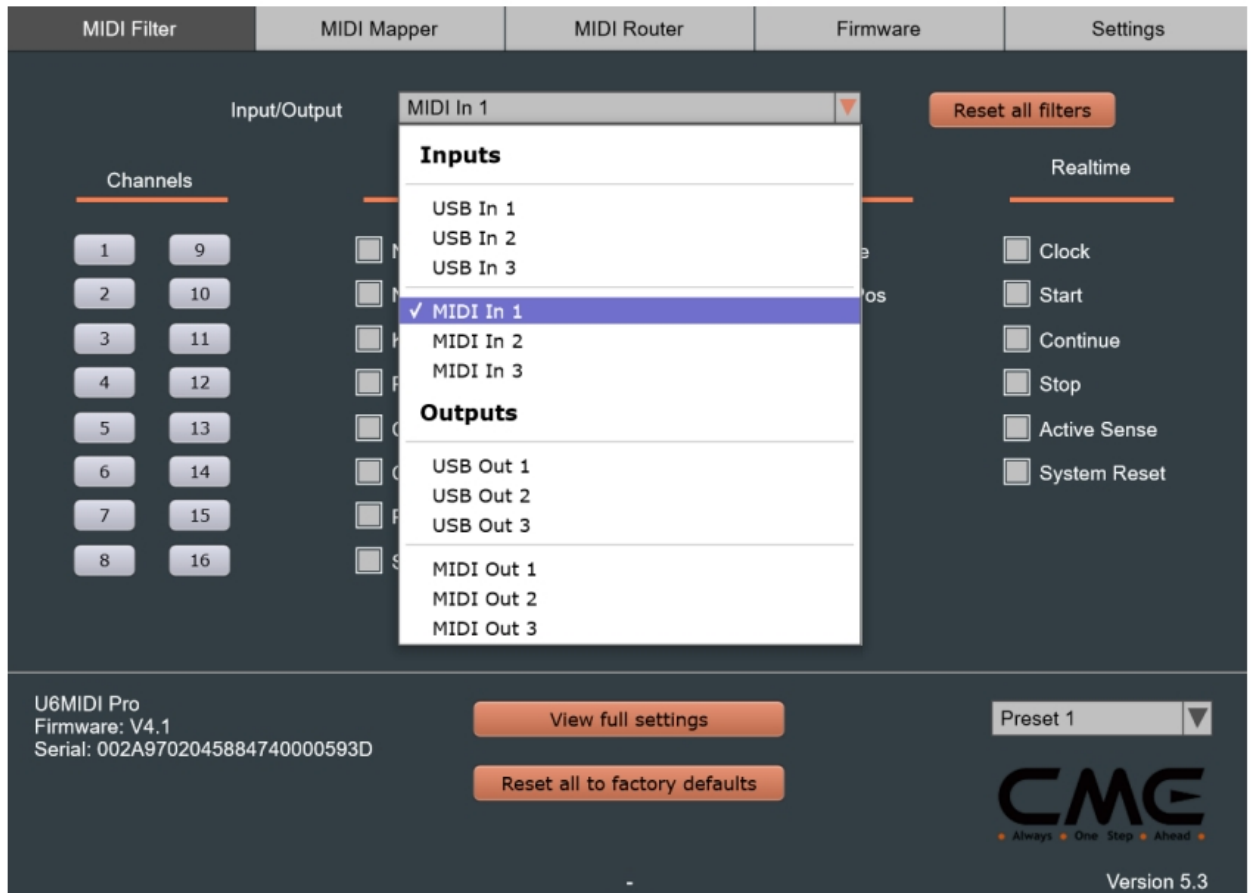 MIDI Filter
MIDI Mapper
MIDI Router
Firmware
Settings
Input/Output
MIDI In 1
Reset all filters
Inputs
USB In 1
USB In 2
USB In 3
✓ MIDI In 1
MIDI In 2
MIDI In 3
Outputs
USB Out 1
USB Out 2
USB Out 3
MIDI Out 1
MIDI Out 2
MIDI Out 3
Channels
1 9
2 10
3 11
4 12
5 13
6 14
7 15
8 16
Realtime
Clock
Start
Continue
Stop
Active Sense
System Reset
U6MIDI Pro
Firmware: V4.1
Serial: 002A9702045884740000593D
View full settings
Reset all to factory defaults
Preset 1
CME
Always • One Step • Ahead
-
Version 5.3